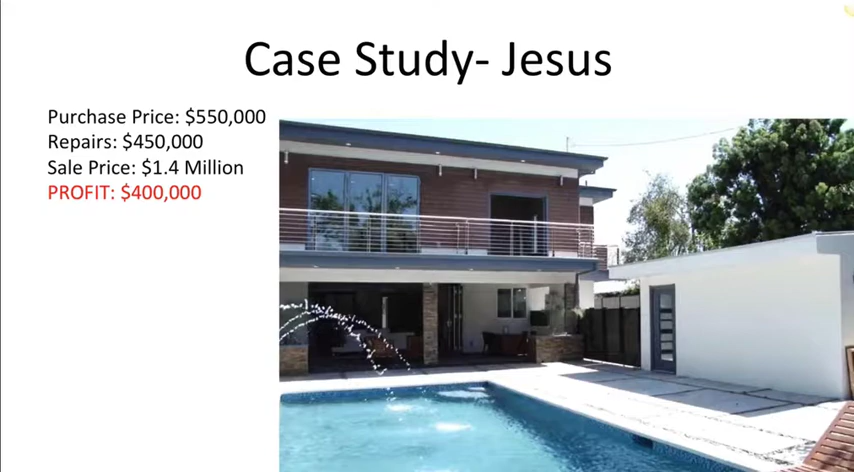 Case Study- Jesus
Purchase Price: $550,000
Repairs: $450,000
Sale Price: $1.4 Million
PROFIT: $400,000